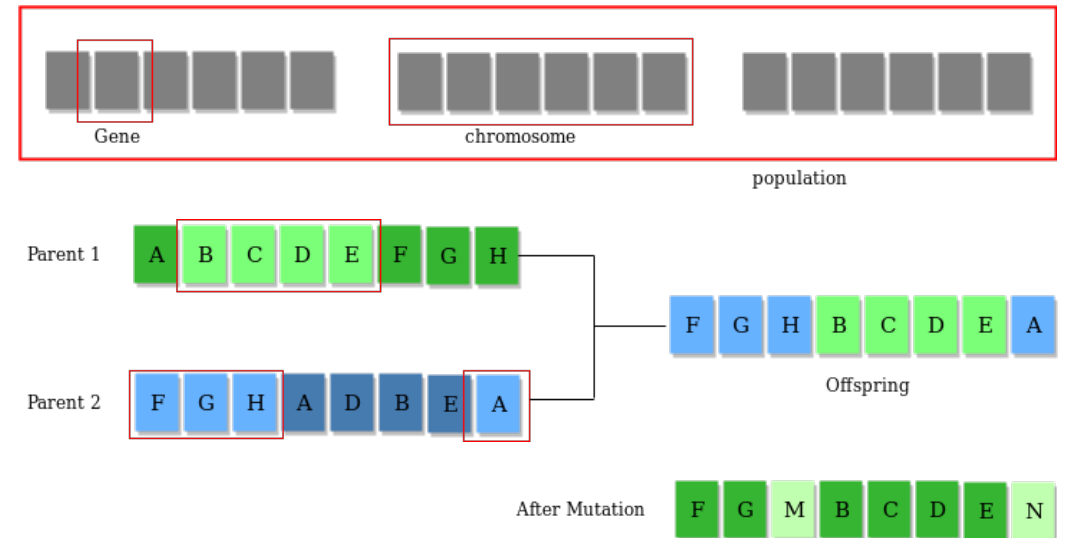 Gene
chromosome
population
Parent 1
A B C D E F G H
F G H B C D E A
Offspring
Parent 2
F G H A D B E A
After Mutation
F G M B C D E N